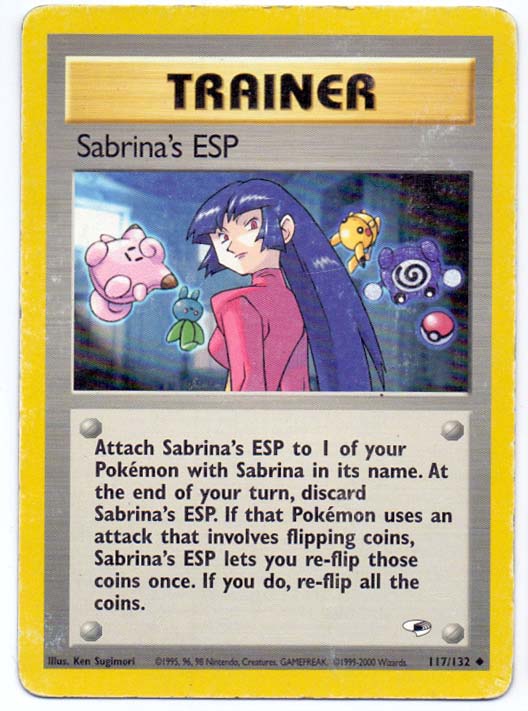 TRAINER
Sabrina's ESP
Attach Sabrina's ESP to 1 of your
Pokémon with Sabrina in its name. At
the end of your turn, discard
Sabrina's ESP. If that Pokémon uses an
attack that involves flipping coins,
Sabrina's ESP lets you re-flip those
coins once. If you do, re-flip all the
coins.
Illus. Ken Sugimori ©1995, 96, 98 Nintendo, Creatures, GAMEFREAK. ©1999-2000 Wizards. 117/132